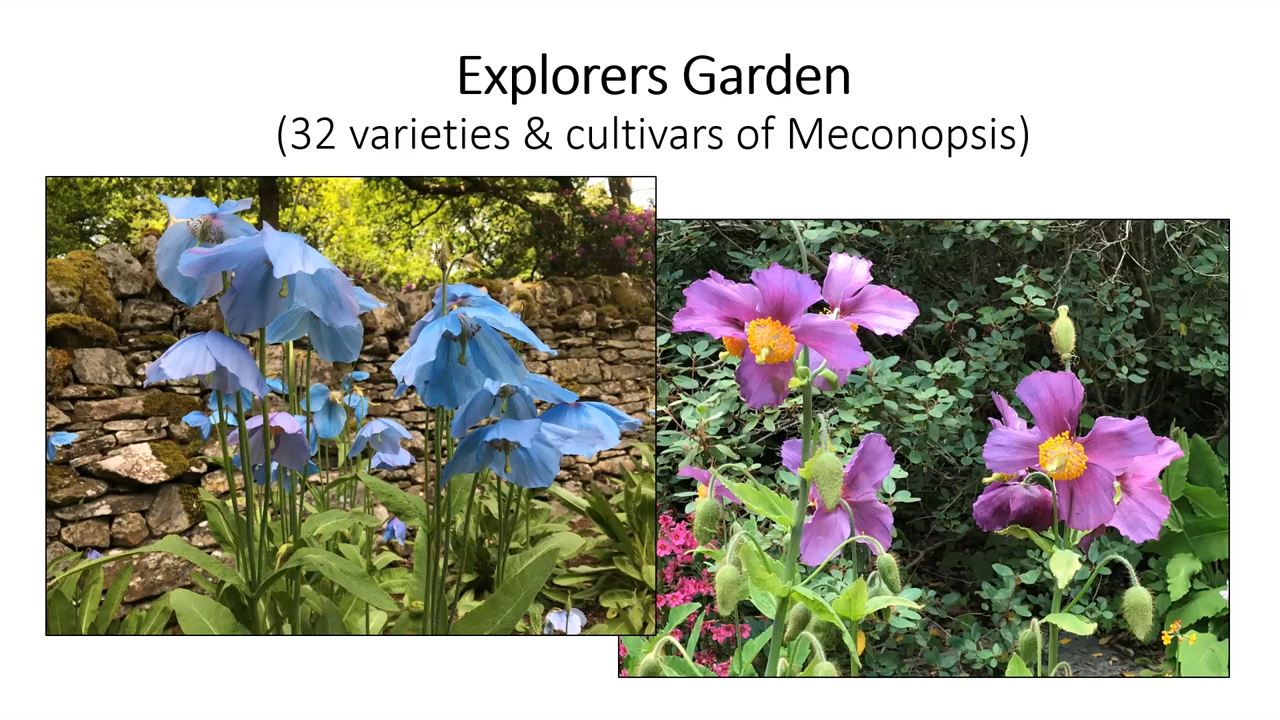 Explorers Garden
(32 varieties & cultivars of Meconopsis)